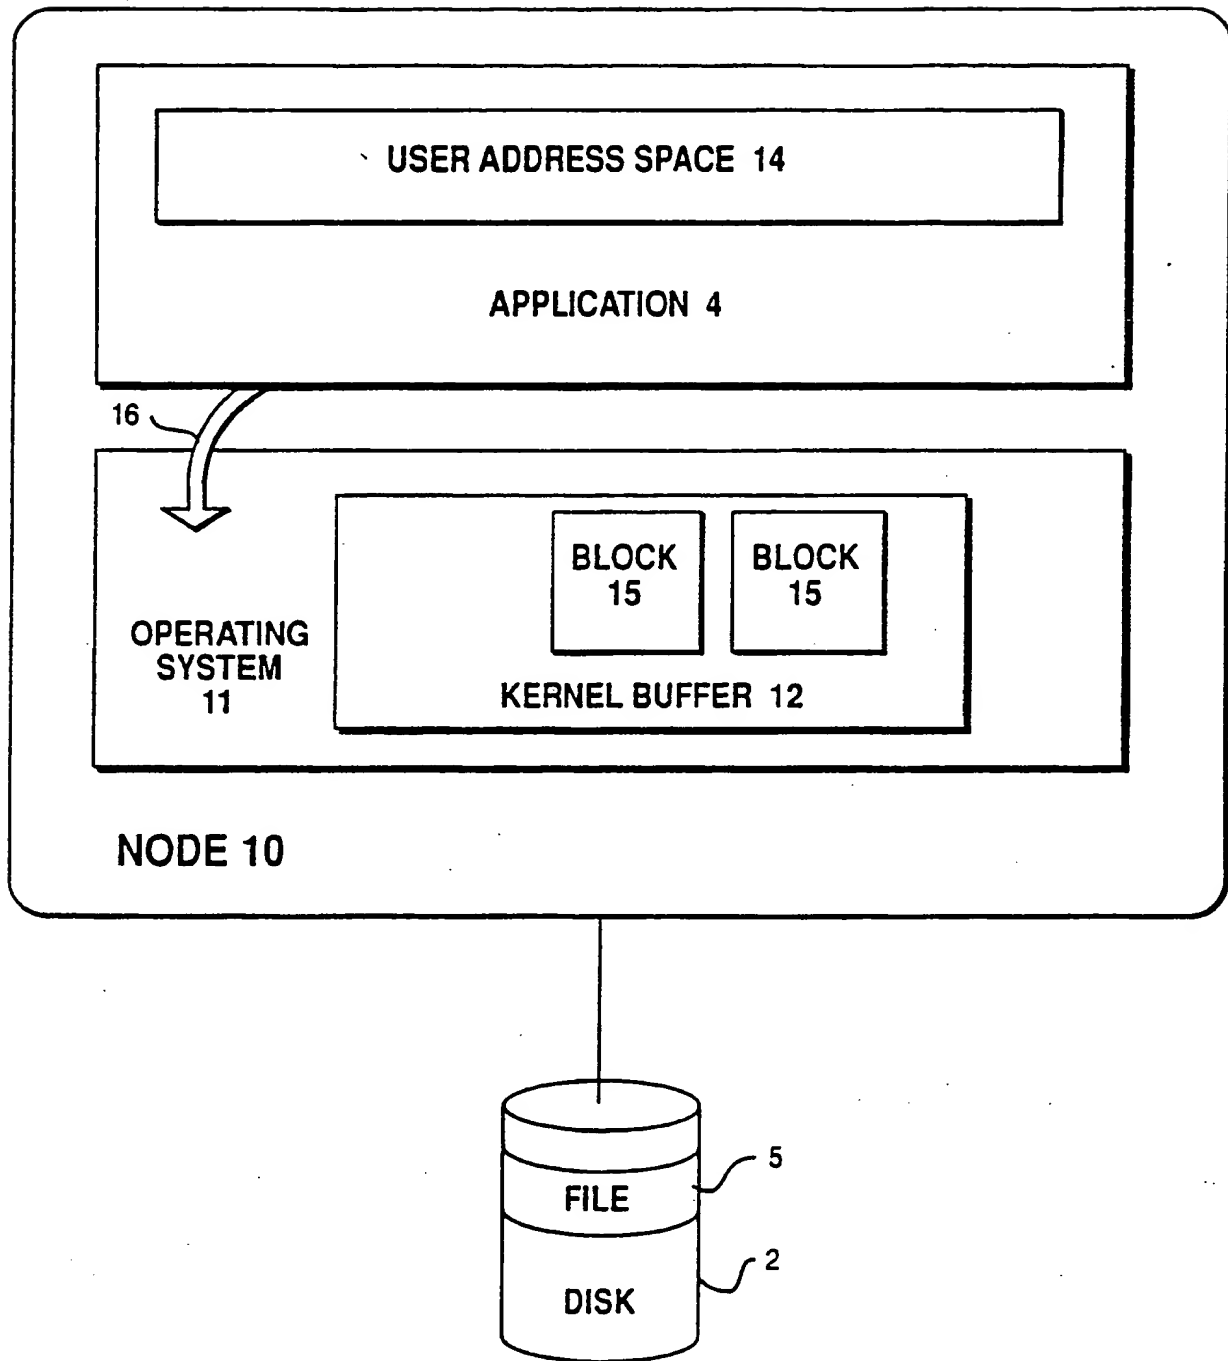 USER ADDRESS SPACE 14
APPLICATION 4
16
BLOCK
15
BLOCK
15
OPERATING
SYSTEM
11
KERNEL BUFFER 12
NODE 10
5
FILE
2
DISK